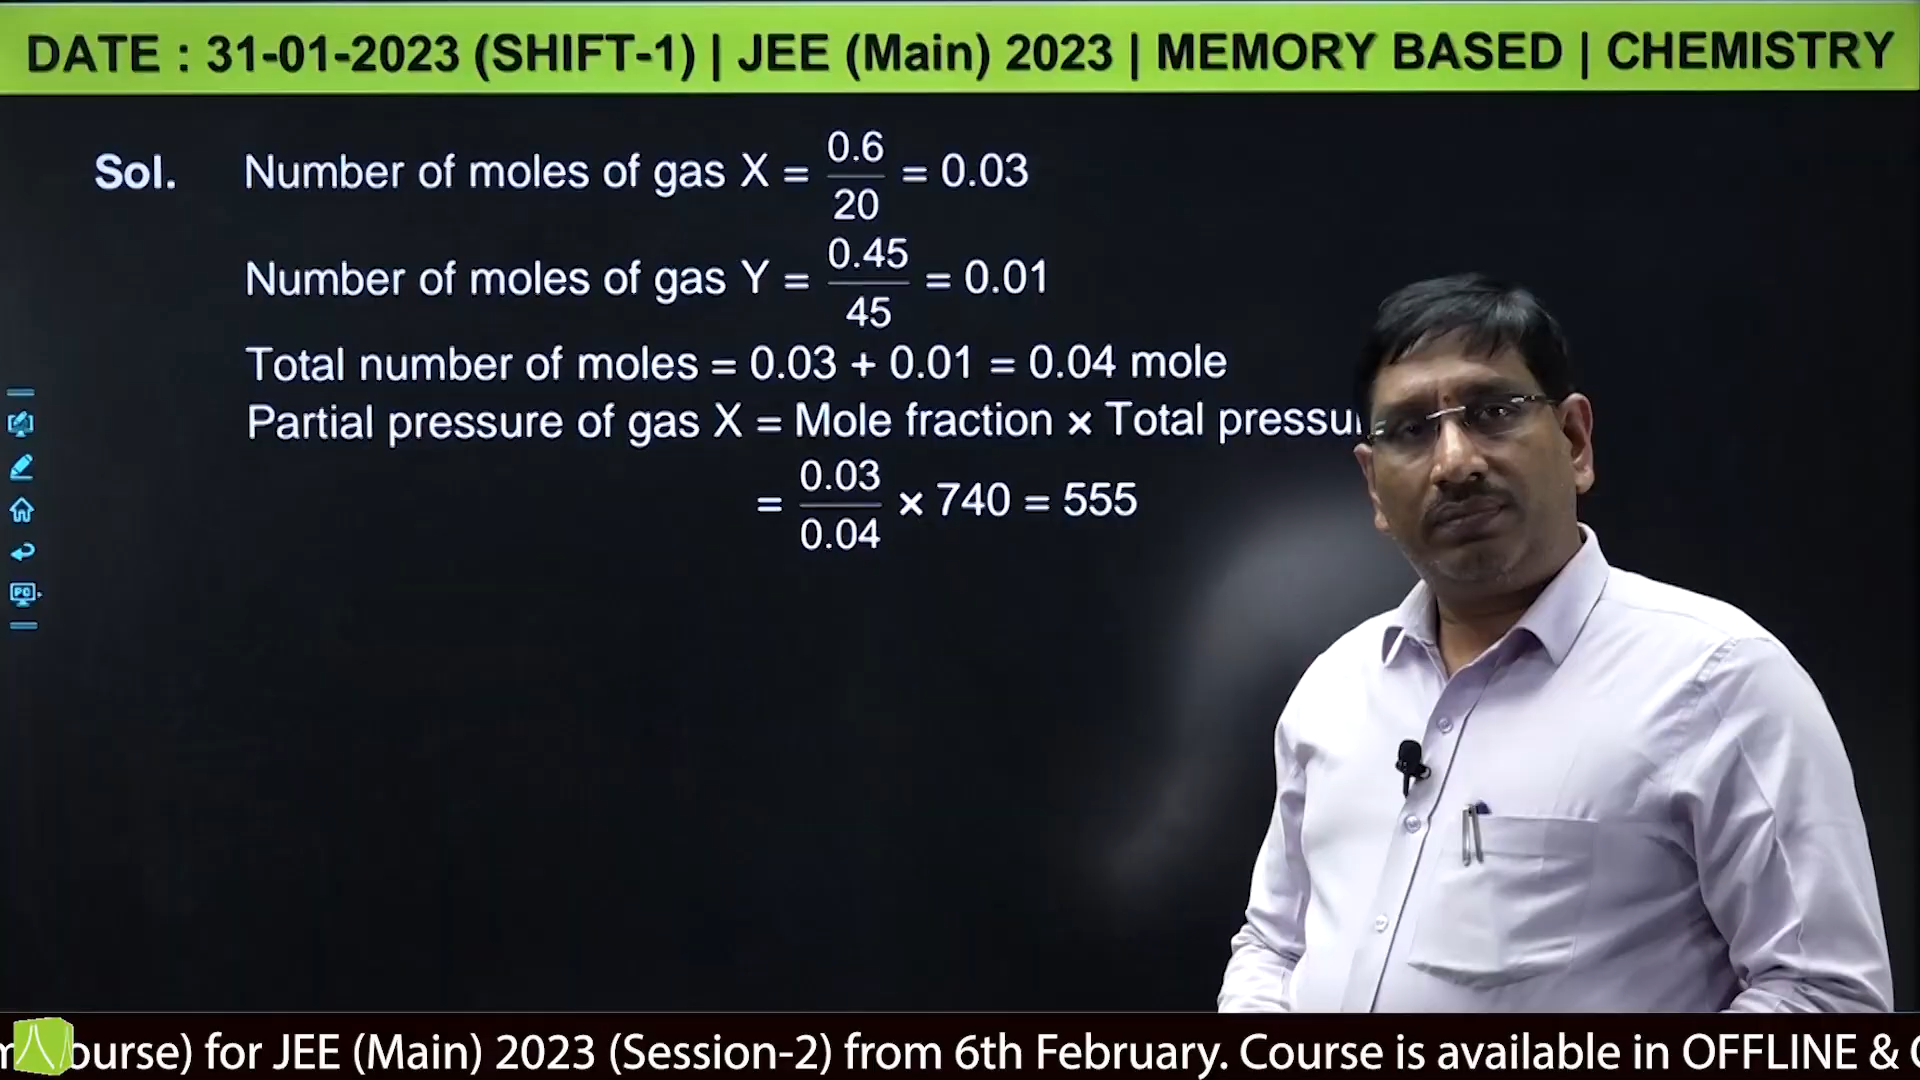 DATE : 31-01-2023 (SHIFT-1) | JEE (Main) 2023 | MEMORY BASED | CHEMISTRY
Sol. Number of moles of gas X = 0.6/20 = 0.03
Number of moles of gas Y = 0.45/45 = 0.01
Total number of moles = 0.03 + 0.01 = 0.04 mole
Partial pressure of gas X = Mole fraction × Total
= 0.03/0.04 × 740 = 555
PC
for JEE (Main) 2023 (Session-2) from 6th February. Course is available in OFFLINE &